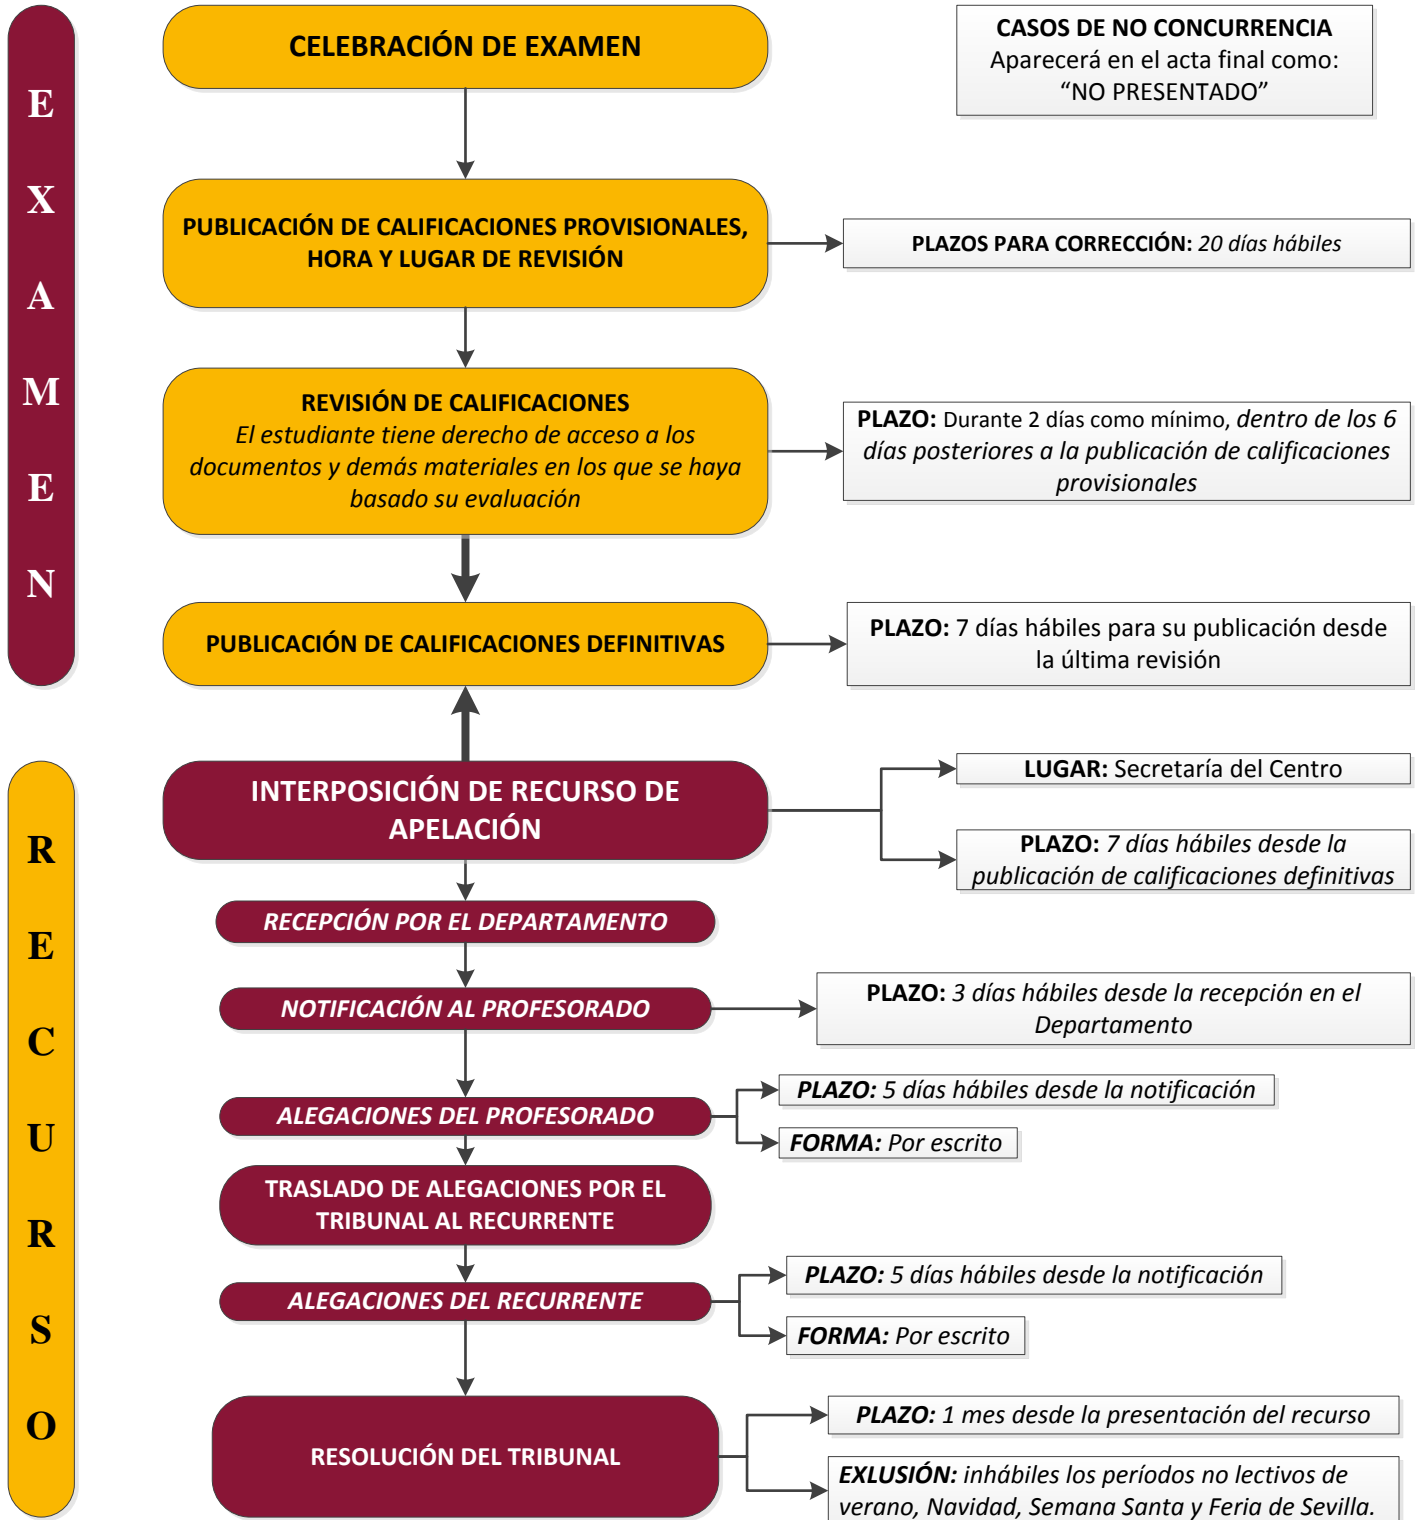 EXAMEN
CELEBRACIÓN DE EXAMEN
CASOS DE NO CONCURRENCIA
Aparecerá en el acta final como:
“NO PRESENTADO”
PUBLICACIÓN DE CALIFICACIONES PROVISIONALES,
HORA Y LUGAR DE REVISIÓN
PLAZOS PARA CORRECCIÓN: 20 días hábiles
REVISIÓN DE CALIFICACIONES
El estudiante tiene derecho de acceso a los
documentos y demás materiales en los que se haya
basado su evaluación
PLAZO: Durante 2 días como mínimo, dentro de los 6
días posteriores a la publicación de calificaciones
provisionales
PUBLICACIÓN DE CALIFICACIONES DEFINITIVAS
PLAZO: 7 días hábiles para su publicación desde
la última revisión
RECURSO
INTERPOSICIÓN DE RECURSO DE
APELACIÓN
LUGAR: Secretaría del Centro
PLAZO: 7 días hábiles desde la
publicación de calificaciones definitivas
RECEPCIÓN POR EL DEPARTAMENTO
NOTIFICACIÓN AL PROFESORADO
PLAZO: 3 días hábiles desde la recepción en el
Departamento
ALEGACIONES DEL PROFESORADO
PLAZO: 5 días hábiles desde la notificación
FORMA: Por escrito
TRASLADO DE ALEGACIONES POR EL
TRIBUNAL AL RECURRENTE
ALEGACIONES DEL RECURRENTE
PLAZO: 5 días hábiles desde la notificación
FORMA: Por escrito
RESOLUCIÓN DEL TRIBUNAL
PLAZO: 1 mes desde la presentación del recurso
EXLUSIÓN: inhábiles los períodos no lectivos de
verano, Navidad, Semana Santa y Feria de Sevilla.